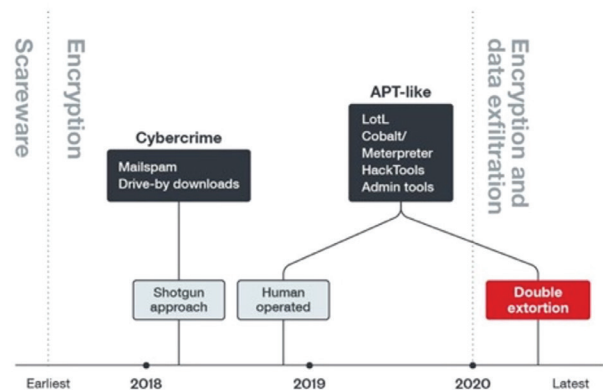 Scareware
Encryption
Encryption and
data exfiltration
APT-like
LotL
Cobalt/
Meterpreter
HackTools
Admin tools
Cybercrime
Mailspam
Drive-by downloads
Shotgun
approach
Human
operated
Double
extortion
Earliest
2018
2019
2020
Latest